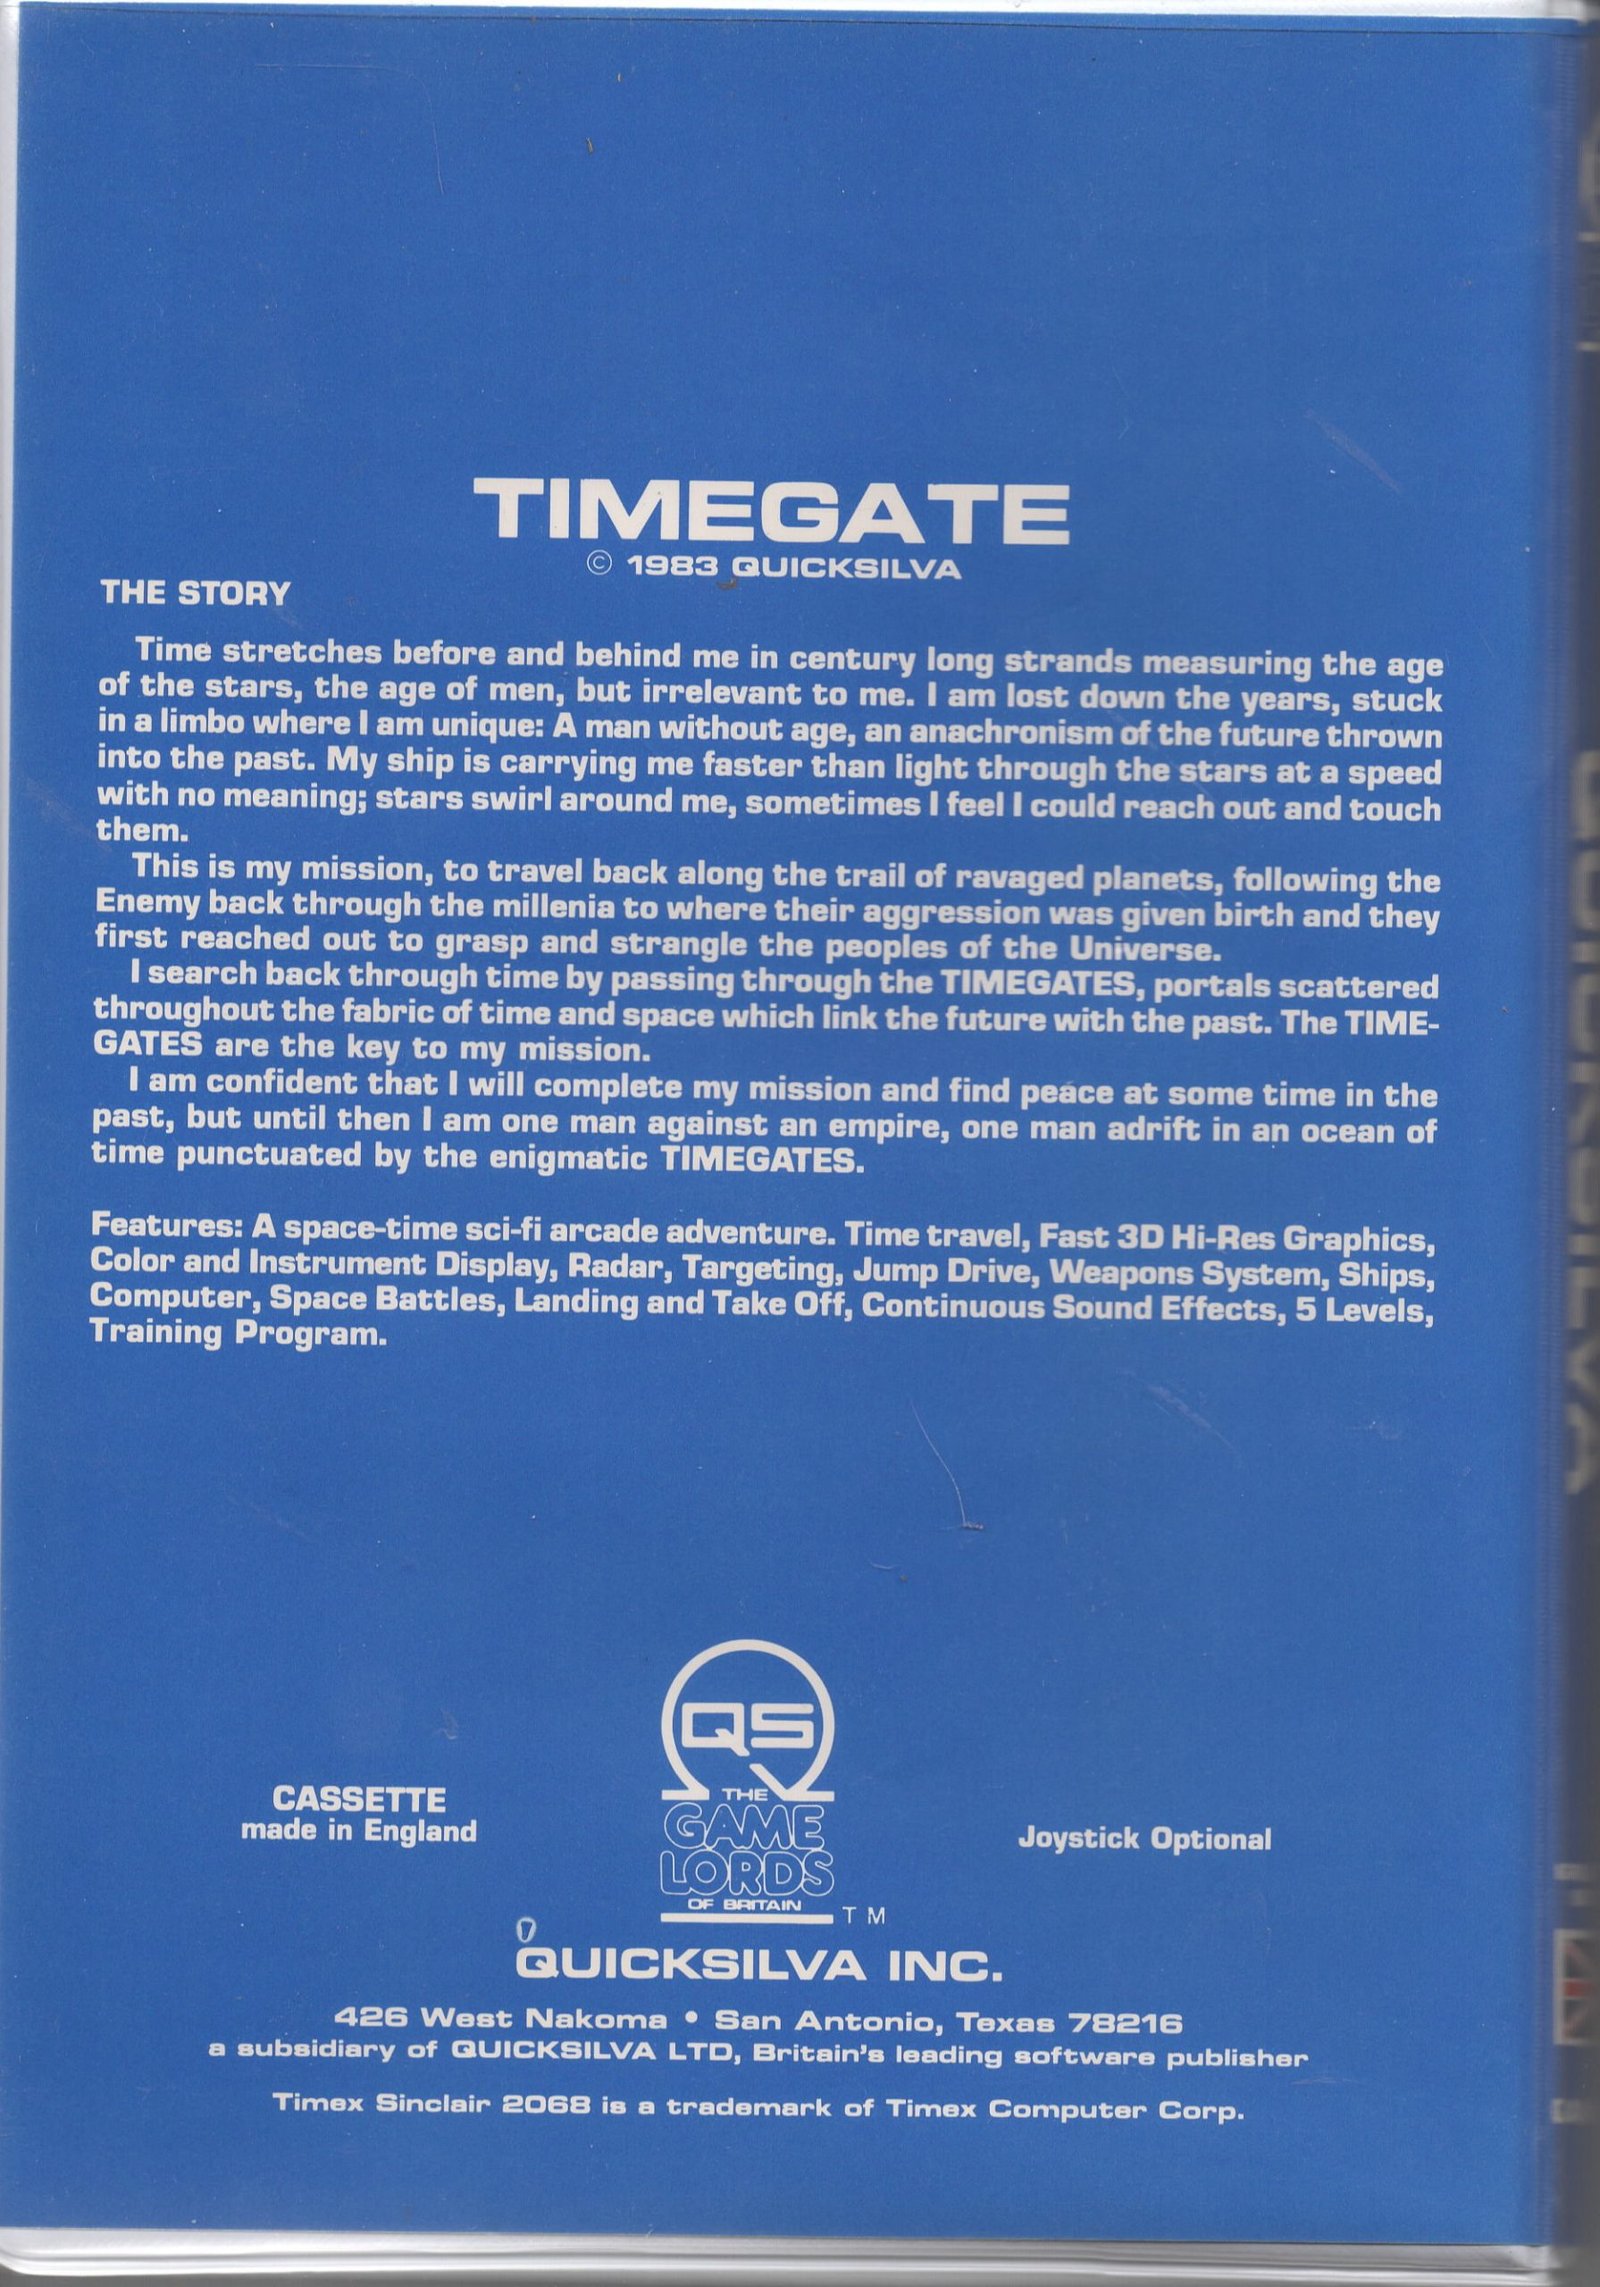 TIMEGATE
© 1983 QUICKSILVA
THE STORY
Time stretches before and behind me in century long strands measuring the age
of the stars, the age of men, but irrelevant to me. I am lost down the years, stuck
in a limbo where I am unique: A man without age, an anachronism of the future thrown
into the past. My ship is carrying me faster than light through the stars at a speed
with no meaning; stars swirl around me, sometimes I feel I could reach out and touch
them.
This is my mission, to travel back along the trail of ravaged planets, following the
Enemy back through the millenia to where their aggression was given birth and they
first reached out to grasp and strangle the peoples of the Universe.
I search back through time by passing through the TIMEGATES, portals scattered
throughout the fabric of time and space which link the future with the past. The TIME-
GATES are the key to my mission.
I am confident that I will complete my mission and find peace at some time in the
past, but until then I am one man against an empire, one man adrift in an ocean of
time punctuated by the enigmatic TIMEGATES.
Features: A space-time sci-fi arcade adventure. Time travel, Fast 3D Hi-Res Graphics,
Color and Instrument Display, Radar, Targeting, Jump Drive, Weapons System, Ships,
Computer, Space Battles, Landing and Take Off, Continuous Sound Effects, 5 Levels,
Training Program.
QS
THE
GAME
LORDS
OF BRITAIN
TM
CASSETTE
made in England
Joystick Optional
QUICKSILVA INC.
426 West Nakoma • San Antonio, Texas 78216
a subsidiary of QUICKSILVA LTD, Britain's leading software publisher
Timex Sinclair 2068 is a trademark of Timex Computer Corp.
QUICKSILVA